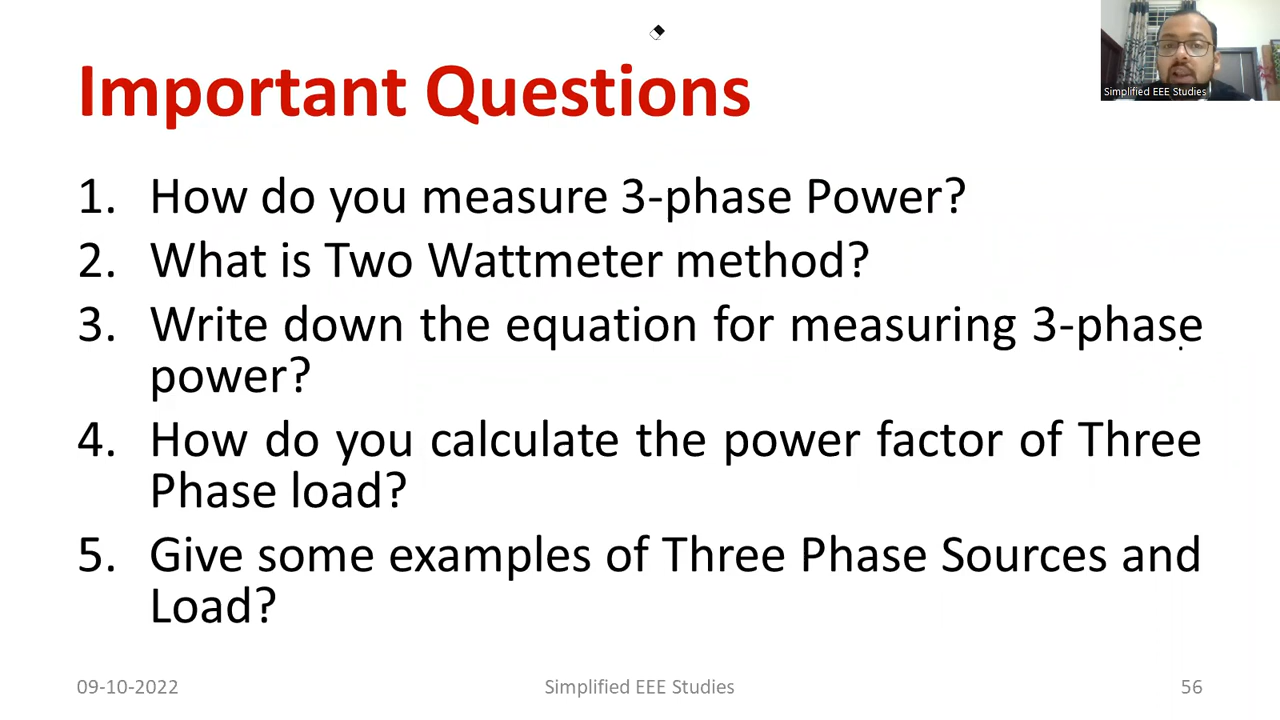 Important Questions
Simplified EEE Studies
1. How do you measure 3-phase Power?
2. What is Two Wattmeter method?
3. Write down the equation for measuring 3-phase
power?
4. How do you calculate the power factor of Three
Phase load?
5. Give some examples of Three Phase Sources and
Load?
09-10-2022
Simplified EEE Studies
56